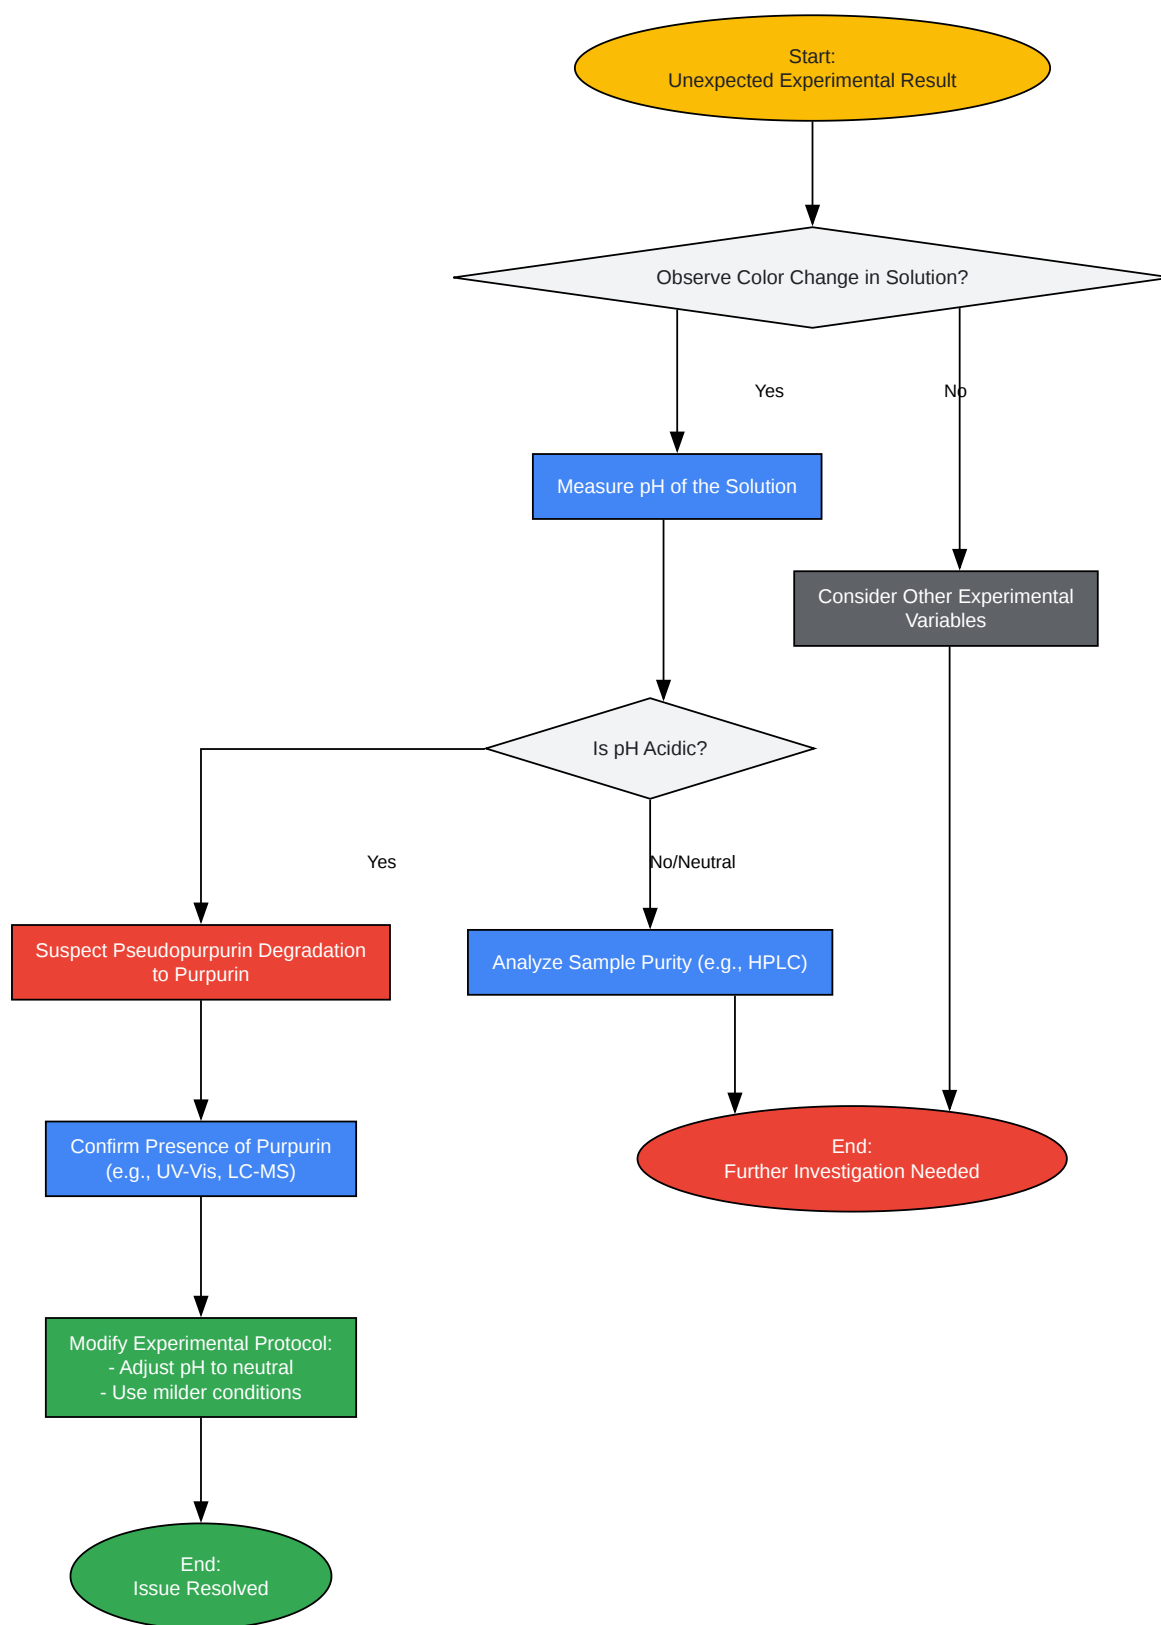 Start:
Unexpected Experimental Result
Observe Color Change in Solution?
Yes
No
Measure pH of the Solution
Consider Other Experimental
Variables
Is pH Acidic?
Yes
No/Neutral
Suspect Pseudopurpurin Degradation
to Purpurin
Analyze Sample Purity (e.g., HPLC)
Confirm Presence of Purpurin
(e.g., UV-Vis, LC-MS)
End:
Further Investigation Needed
Modify Experimental Protocol:
- Adjust pH to neutral
- Use milder conditions
End:
Issue Resolved